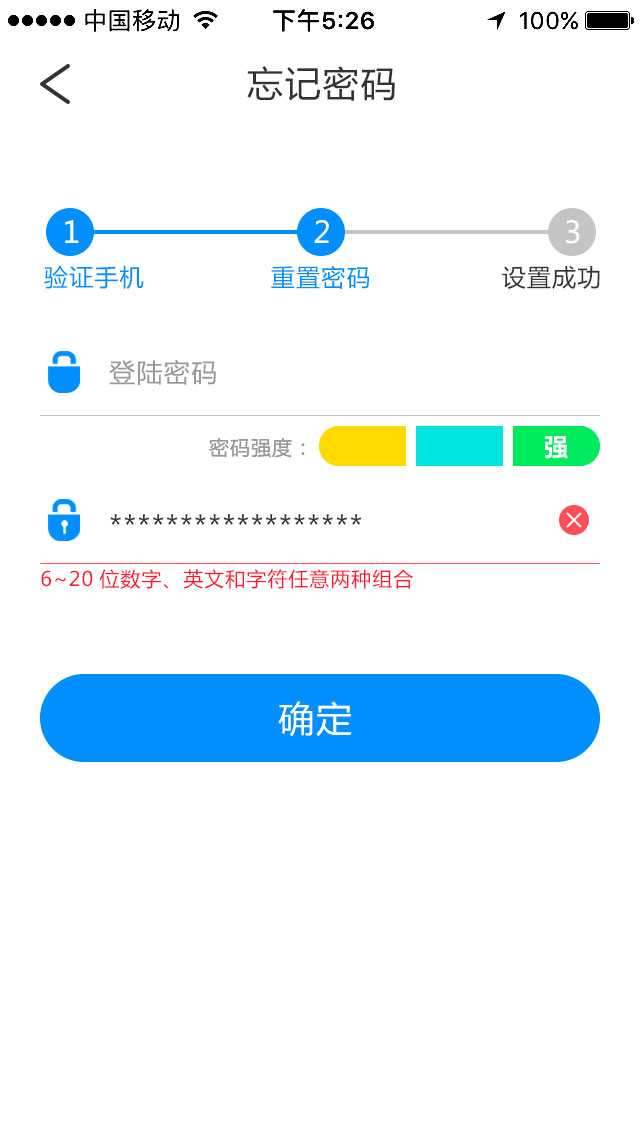 中国移动 下午5:26 100%
忘记密码
1 2 3
验证手机 重置密码 设置成功
登陆密码
密码强度： 强
******************
6~20 位数字、英文和字符任意两种组合
确定